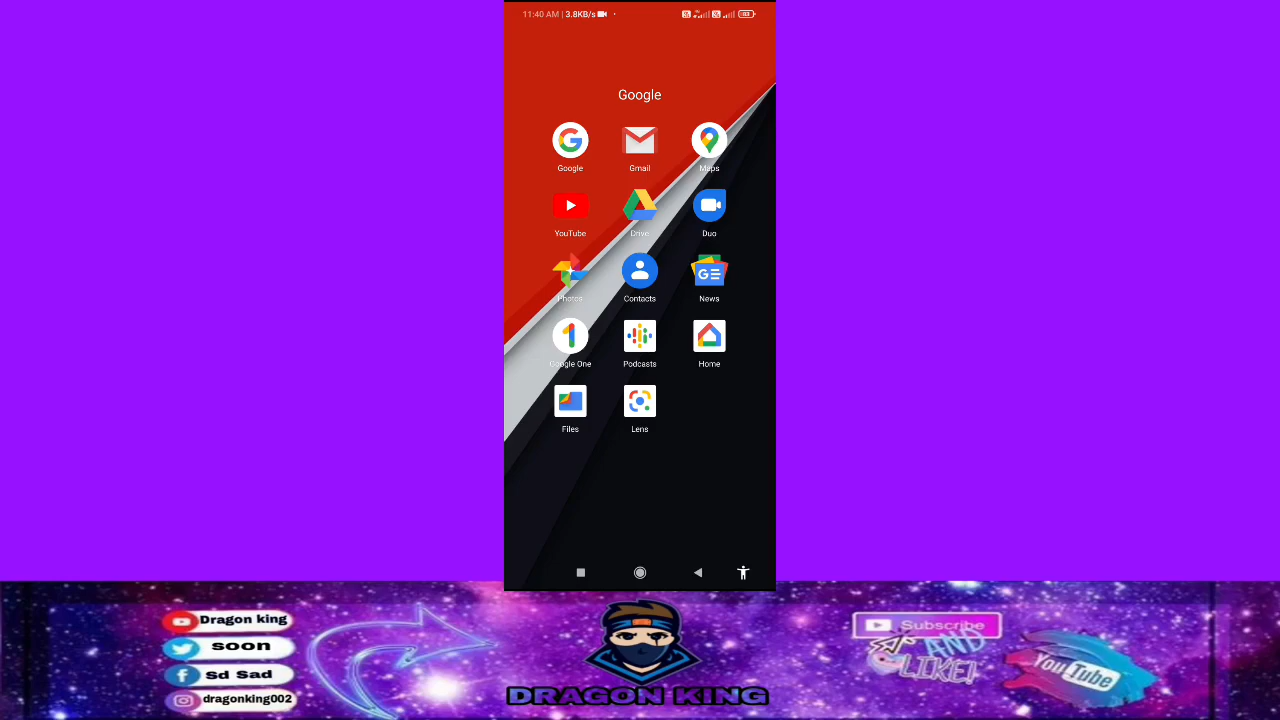 11:40 AM | 3.8KB/s
Google
Google Gmail Maps
YouTube Drive Duo
Photos Contacts News
Google One Podcasts Home
Files Lens
Dragon king
soon
Sd Sad
dragonking002
DRAGON KING
Subscribe
AND
LIKE!
YouTube